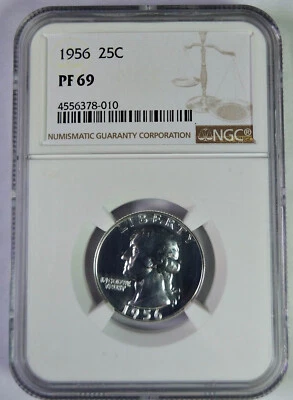 1956 25C
PF 69
4556378-010
NUMISMATIC GUARANTY CORPORATION
NGC®
LIBERTY
IN GOD WE
TRUST
1956